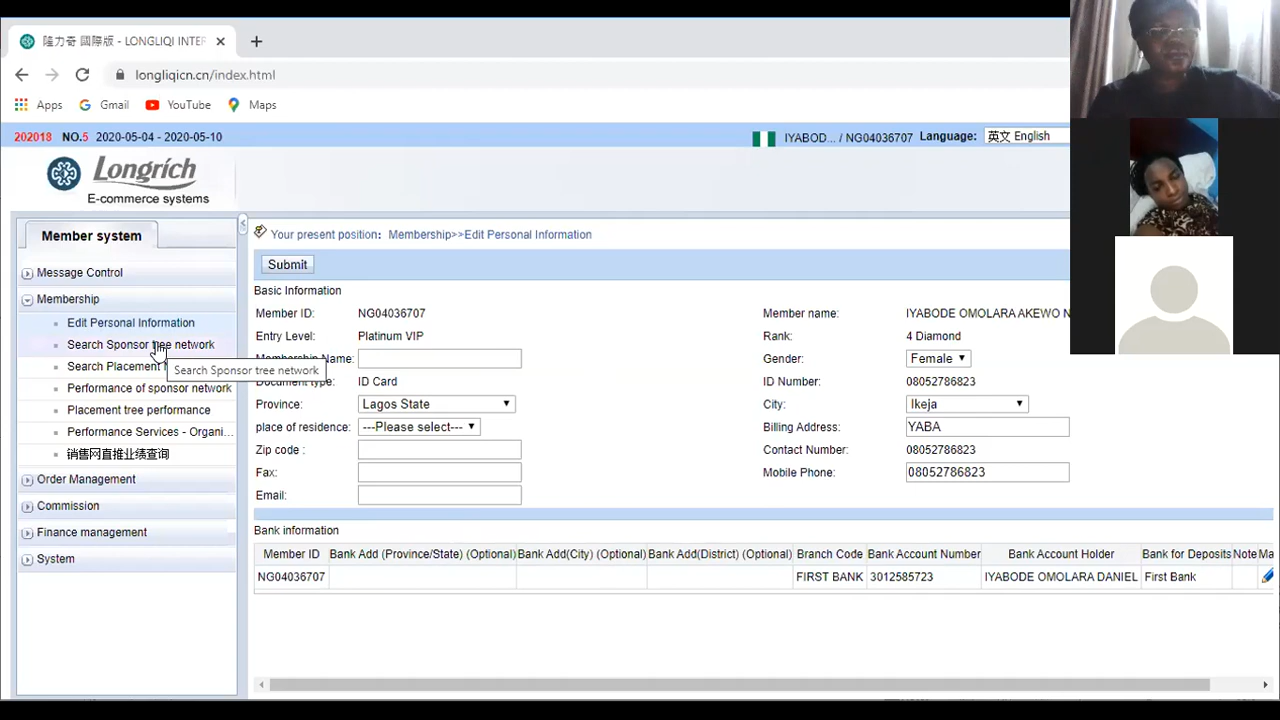 隆力奇 國際版 - LONGLIQI INTER
longliqicn.cn/index.html
Apps Gmail YouTube Maps
202018 NO.5 2020-05-04 - 2020-05-10
IYABOD... / NG04036707 Language: 英文 English
Longrich
E-commerce systems
Member system
Message Control
Membership
Edit Personal Information
Search Sponsor tree network
Search Placement
Search Sponsor tree network
Performance of sponsor network
Placement tree performance
Performance Services - Organi...
销售网直推业绩查询
Order Management
Commission
Finance management
System
Your present position: Membership>>Edit Personal Information
Submit
Basic Information
Member ID: NG04036707 Member name: IYABODE OMOLARA AKEWO N
Entry Level: Platinum VIP Rank: 4 Diamond
Name: Gender: Female
Document type: ID Card ID Number: 08052786823
Province: Lagos State City: Ikeja
place of residence: ---Please select--- Billing Address: YABA
Zip code : Contact Number: 08052786823
Fax: Mobile Phone: 08052786823
Email:
Bank information
Member ID Bank Add (Province/State) (Optional) Bank Add(City) (Optional) Bank Add(District) (Optional) Branch Code Bank Account Number Bank Account Holder Bank for Deposits Note Ma
NG04036707 FIRST BANK 3012585723 IYABODE OMOLARA DANIEL First Bank